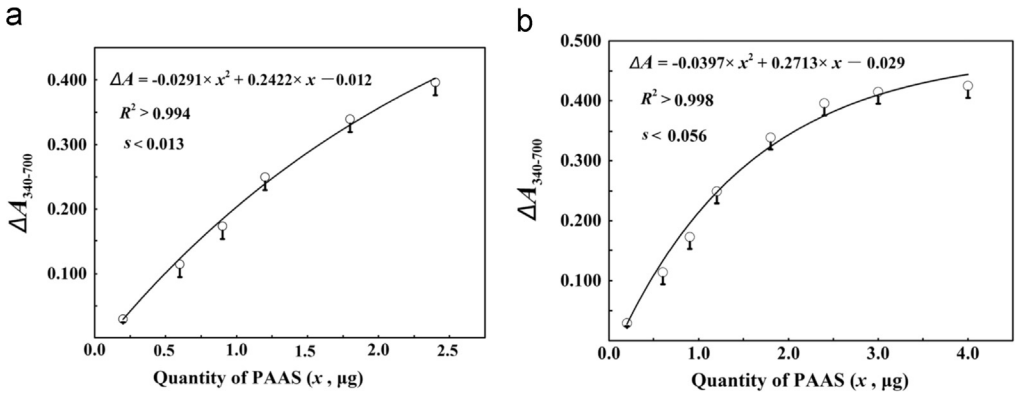 a
ΔA = -0.0291× x² + 0.2422× x − 0.012
R² > 0.994
s < 0.013
0.400
0.300
0.200
0.100
ΔA340-700
0.0 0.5 1.0 1.5 2.0 2.5
Quantity of PAAS (x , μg)
b
ΔA = -0.0397× x² + 0.2713× x − 0.029
R² > 0.998
s < 0.056
0.500
0.400
0.300
0.200
0.100
ΔA340-700
0.0 1.0 2.0 3.0 4.0
Quantity of PAAS (x , μg)